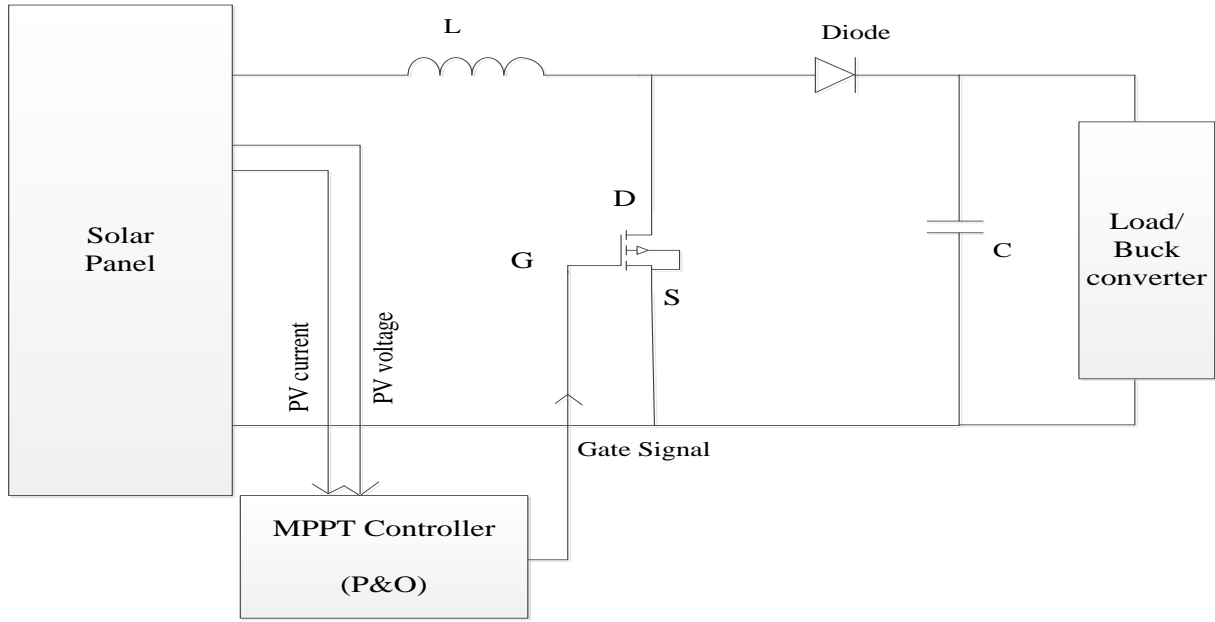 L
Diode
Solar
Panel
D
G
S
C
Load/
Buck
converter
PV current
PV voltage
Gate Signal
MPPT Controller
(P&O)